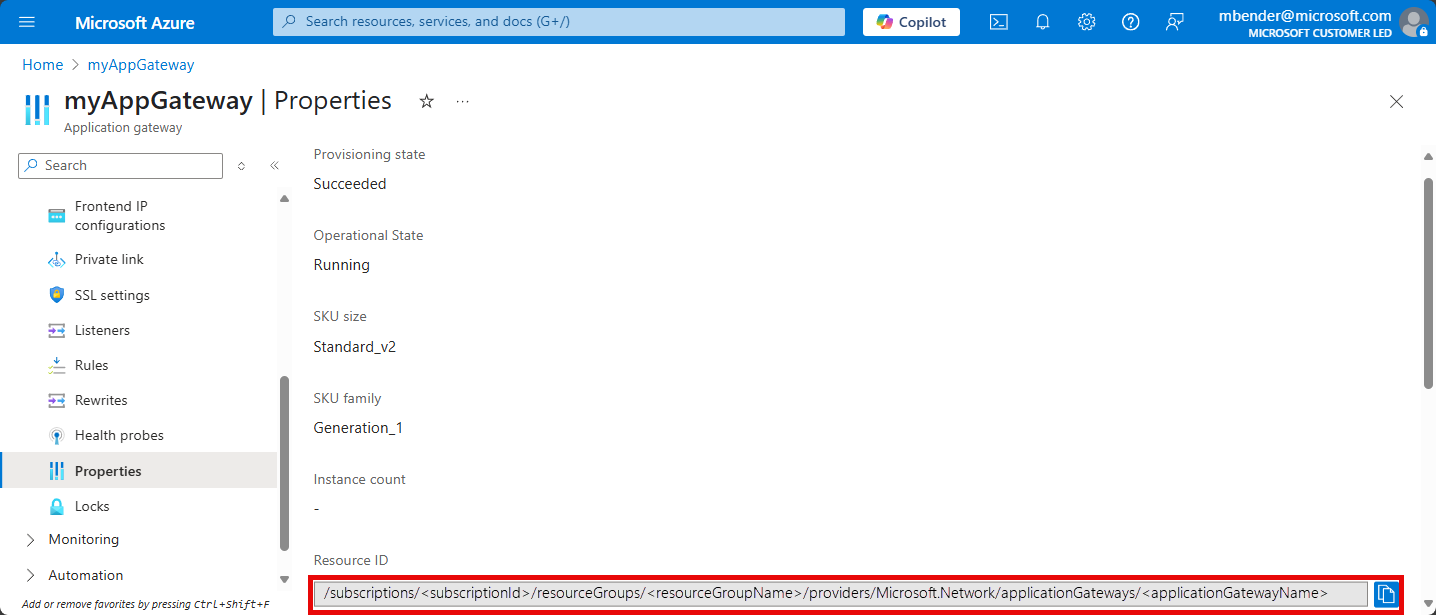 Microsoft Azure
Search resources, services, and docs (G+/)
Copilot
mbender@microsoft.com
MICROSOFT CUSTOMER LED
Home > myAppGateway
myAppGateway | Properties
Application gateway
Search
Frontend IP
configurations
Private link
SSL settings
Listeners
Rules
Rewrites
Health probes
Properties
Locks
Monitoring
Automation
Add or remove favorites by pressing Ctrl+Shift+F
Provisioning state
Succeeded
Operational State
Running
SKU size
Standard_v2
SKU family
Generation_1
Instance count
-
Resource ID
/subscriptions/<subscriptionId>/resourceGroups/<resourceGroupName>/providers/Microsoft.Network/applicationGateways/<applicationGatewayName>